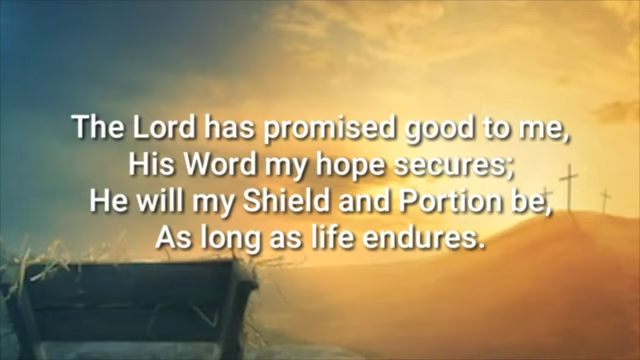 The Lord has promised good to me,
His Word my hope secures;
He will my Shield and Portion be,
As long as life endures.